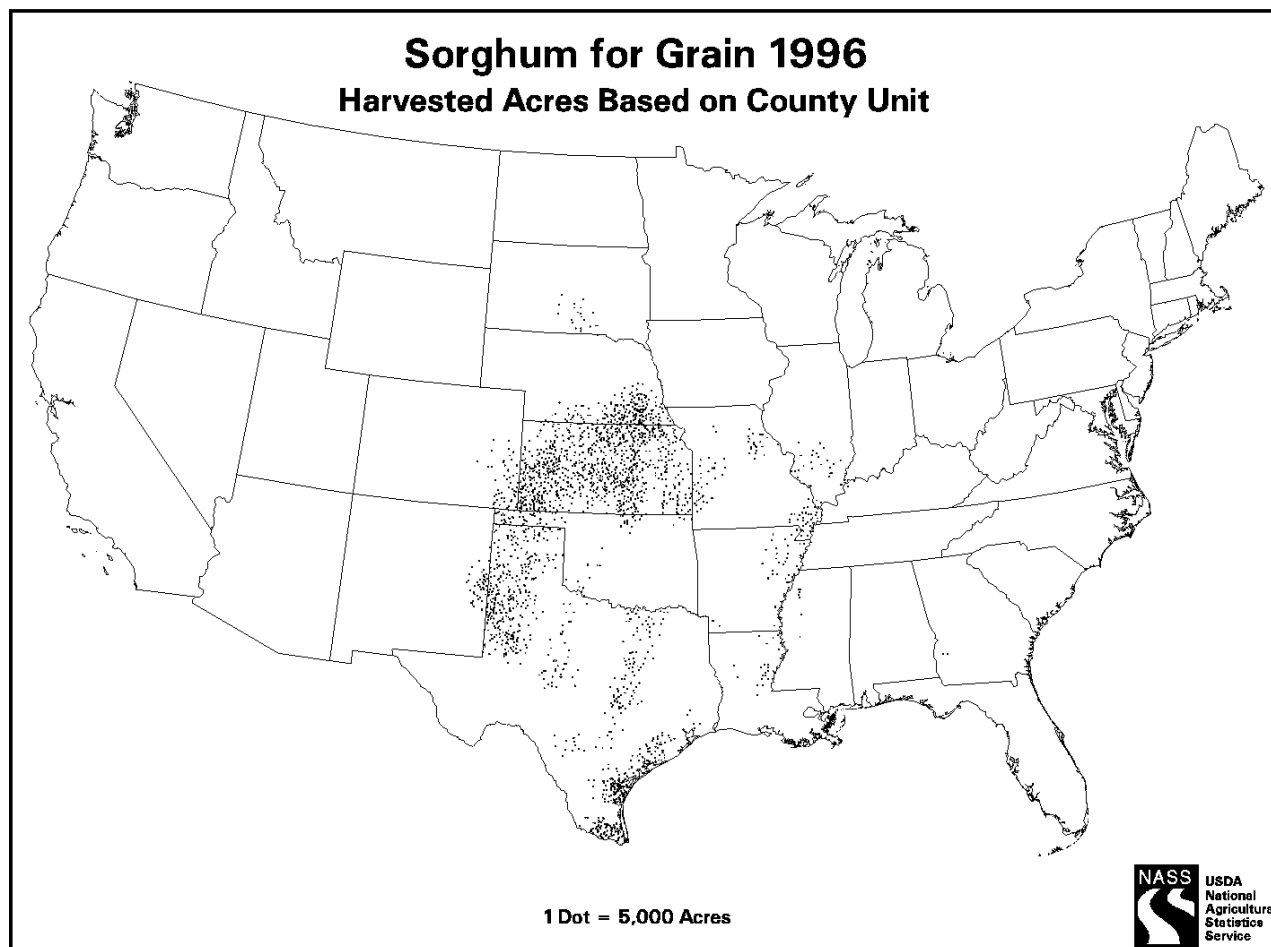 Sorghum for Grain 1996
Harvested Acres Based on County Unit
1 Dot = 5,000 Acres
NASS
USDA
National
Agricultural
Statistics
Service